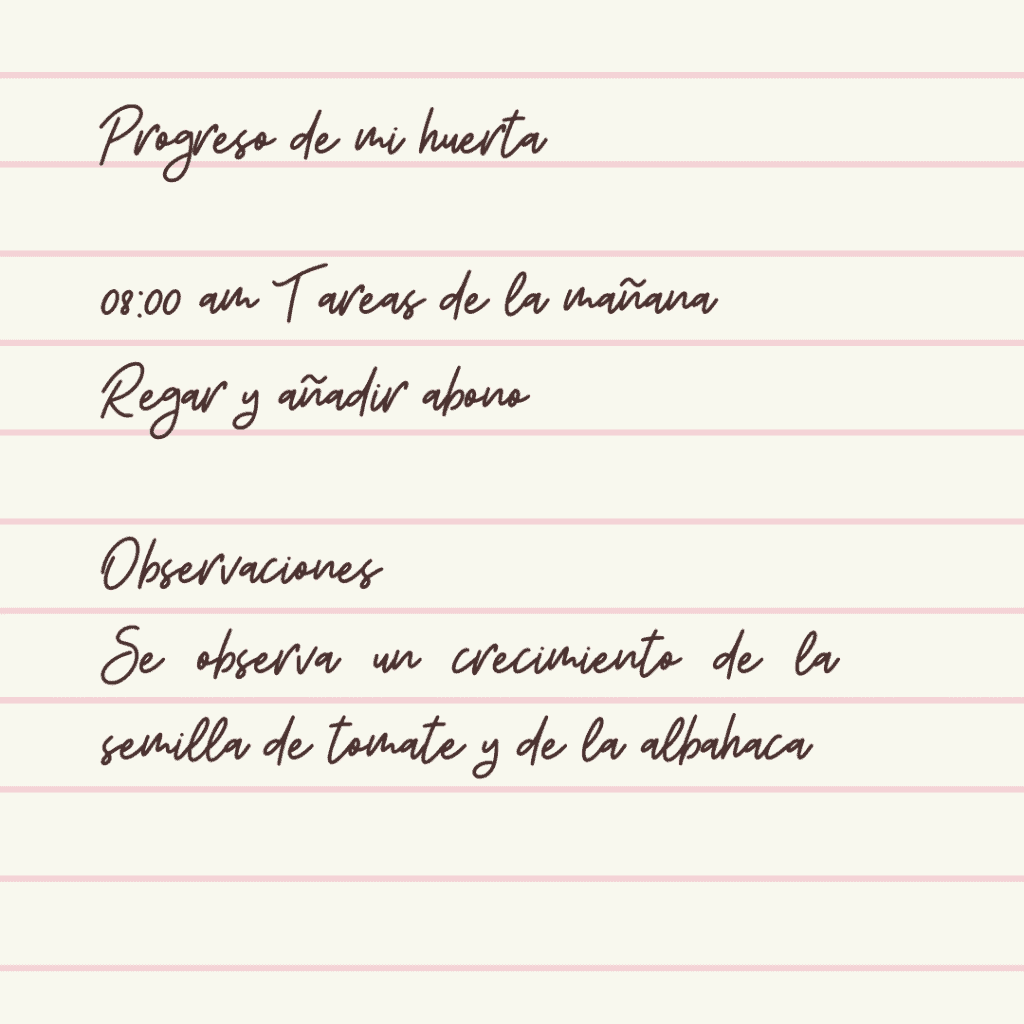 Progreso de mi huerta
08:00 am Tareas de la mañana
Regar y añadir abono
Observaciones
Se observa un crecimiento de la
semilla de tomate y de la albahaca